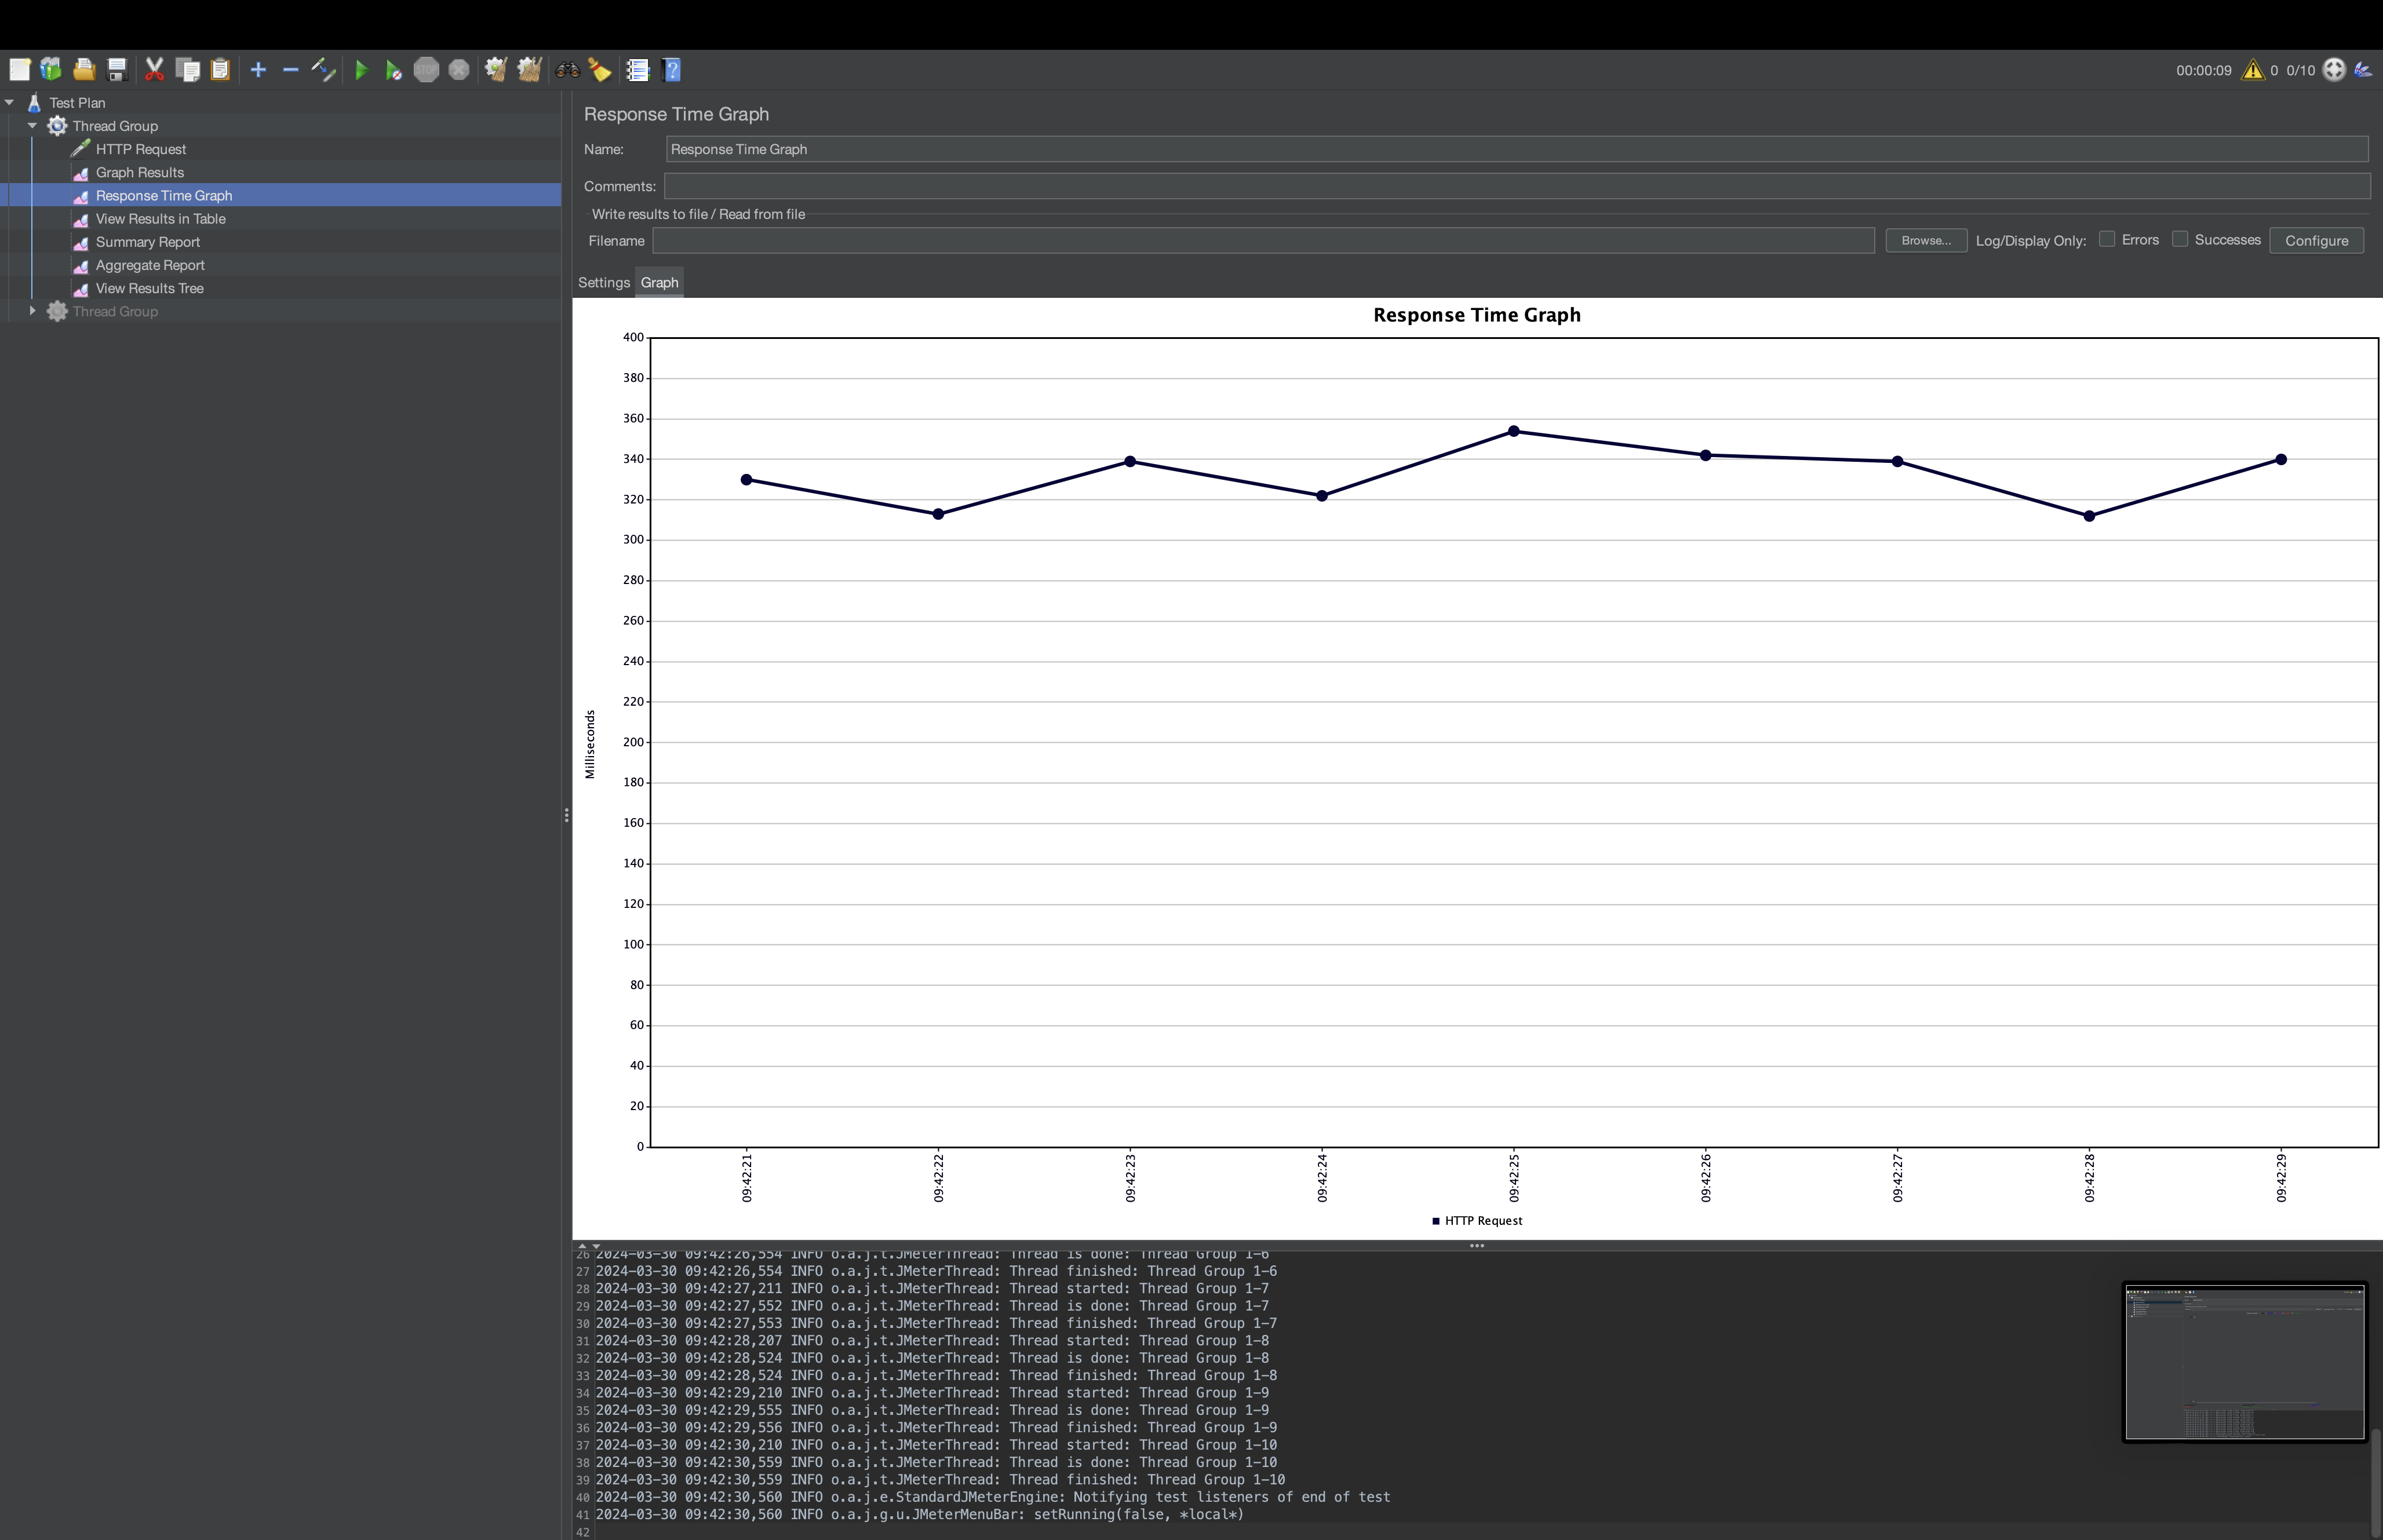 STOP
00:00:09 0 0/10
Test Plan
Thread Group
HTTP Request
Graph Results
Response Time Graph
View Results in Table
Summary Report
Aggregate Report
View Results Tree
Thread Group
Response Time Graph
Name: Response Time Graph
Comments:
Write results to file / Read from file
Filename Browse... Log/Display Only: Errors Successes Configure
Settings Graph
Response Time Graph
400
380
360
340
320
300
280
260
240
220
200
180
160
140
120
100
80
60
40
20
0
Milliseconds
09:42:21 09:42:22 09:42:23 09:42:24 09:42:25 09:42:26 09:42:27 09:42:28 09:42:29
HTTP Request
26 2024-03-30 09:42:26,554 INFO o.a.j.t.JMeterThread: Thread is done: Thread Group 1-6
27 2024-03-30 09:42:26,554 INFO o.a.j.t.JMeterThread: Thread finished: Thread Group 1-6
28 2024-03-30 09:42:27,211 INFO o.a.j.t.JMeterThread: Thread started: Thread Group 1-7
29 2024-03-30 09:42:27,552 INFO o.a.j.t.JMeterThread: Thread is done: Thread Group 1-7
30 2024-03-30 09:42:27,553 INFO o.a.j.t.JMeterThread: Thread finished: Thread Group 1-7
31 2024-03-30 09:42:28,207 INFO o.a.j.t.JMeterThread: Thread started: Thread Group 1-8
32 2024-03-30 09:42:28,524 INFO o.a.j.t.JMeterThread: Thread is done: Thread Group 1-8
33 2024-03-30 09:42:28,524 INFO o.a.j.t.JMeterThread: Thread finished: Thread Group 1-8
34 2024-03-30 09:42:29,210 INFO o.a.j.t.JMeterThread: Thread started: Thread Group 1-9
35 2024-03-30 09:42:29,555 INFO o.a.j.t.JMeterThread: Thread is done: Thread Group 1-9
36 2024-03-30 09:42:29,556 INFO o.a.j.t.JMeterThread: Thread finished: Thread Group 1-9
37 2024-03-30 09:42:30,210 INFO o.a.j.t.JMeterThread: Thread started: Thread Group 1-10
38 2024-03-30 09:42:30,559 INFO o.a.j.t.JMeterThread: Thread is done: Thread Group 1-10
39 2024-03-30 09:42:30,559 INFO o.a.j.t.JMeterThread: Thread finished: Thread Group 1-10
40 2024-03-30 09:42:30,560 INFO o.a.j.e.StandardJMeterEngine: Notifying test listeners of end of test
41 2024-03-30 09:42:30,560 INFO o.a.j.g.u.JMeterMenuBar: setRunning(false, *local*)
42